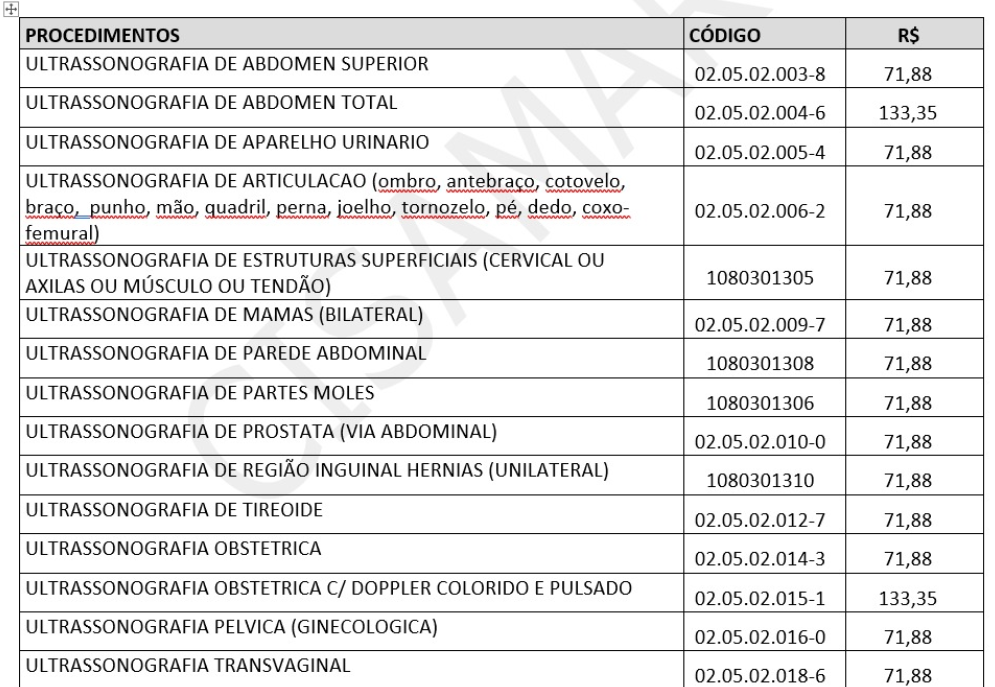 PROCEDIMENTOS CÓDIGO R$
ULTRASSONOGRAFIA DE ABDOMEN SUPERIOR 02.05.02.003-8 71,88
ULTRASSONOGRAFIA DE ABDOMEN TOTAL 02.05.02.004-6 133,35
ULTRASSONOGRAFIA DE APARELHO URINARIO 02.05.02.005-4 71,88
ULTRASSONOGRAFIA DE ARTICULACAO (ombro, antebraço, cotovelo,
braço, punho, mão, quadril, perna, joelho, tornozelo, pé, dedo, coxo- 02.05.02.006-2 71,88
femural)
ULTRASSONOGRAFIA DE ESTRUTURAS SUPERFICIAIS (CERVICAL OU
AXILAS OU MÚSCULO OU TENDÃO) 1080301305 71,88
ULTRASSONOGRAFIA DE MAMAS (BILATERAL) 02.05.02.009-7 71,88
ULTRASSONOGRAFIA DE PAREDE ABDOMINAL 1080301308 71,88
ULTRASSONOGRAFIA DE PARTES MOLES 1080301306 71,88
ULTRASSONOGRAFIA DE PROSTATA (VIA ABDOMINAL) 02.05.02.010-0 71,88
ULTRASSONOGRAFIA DE REGIÃO INGUINAL HERNIAS (UNILATERAL) 1080301310 71,88
ULTRASSONOGRAFIA DE TIREOIDE 02.05.02.012-7 71,88
ULTRASSONOGRAFIA OBSTETRICA 02.05.02.014-3 71,88
ULTRASSONOGRAFIA OBSTETRICA C/ DOPPLER COLORIDO E PULSADO 02.05.02.015-1 133,35
ULTRASSONOGRAFIA PELVICA (GINECOLOGICA) 02.05.02.016-0 71,88
ULTRASSONOGRAFIA TRANSVAGINAL 02.05.02.018-6 71,88